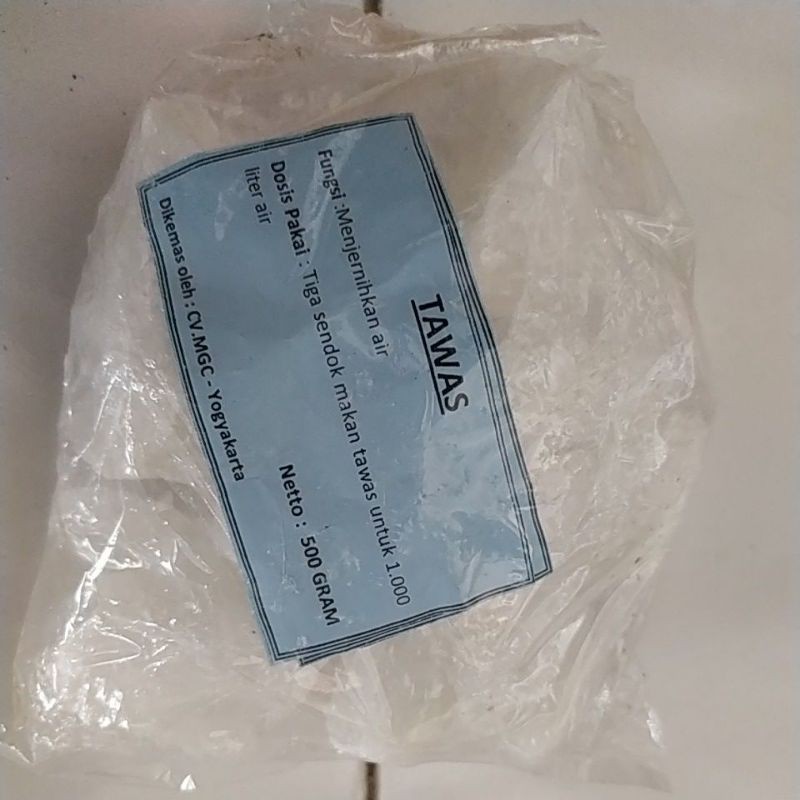 TAWAS
Fungsi :Menjernihkan air
Dosis Pakai : Tiga sendok makan tawas untuk 1.000
liter air
Netto : 500 GRAM
Dikemas oleh : CV.MGC - Yogyakarta